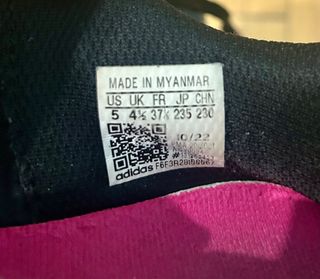 MADE IN MYANMAR
US UK FR JP CHN
5 4½ 37⅓ 235 230
10/22
adidas